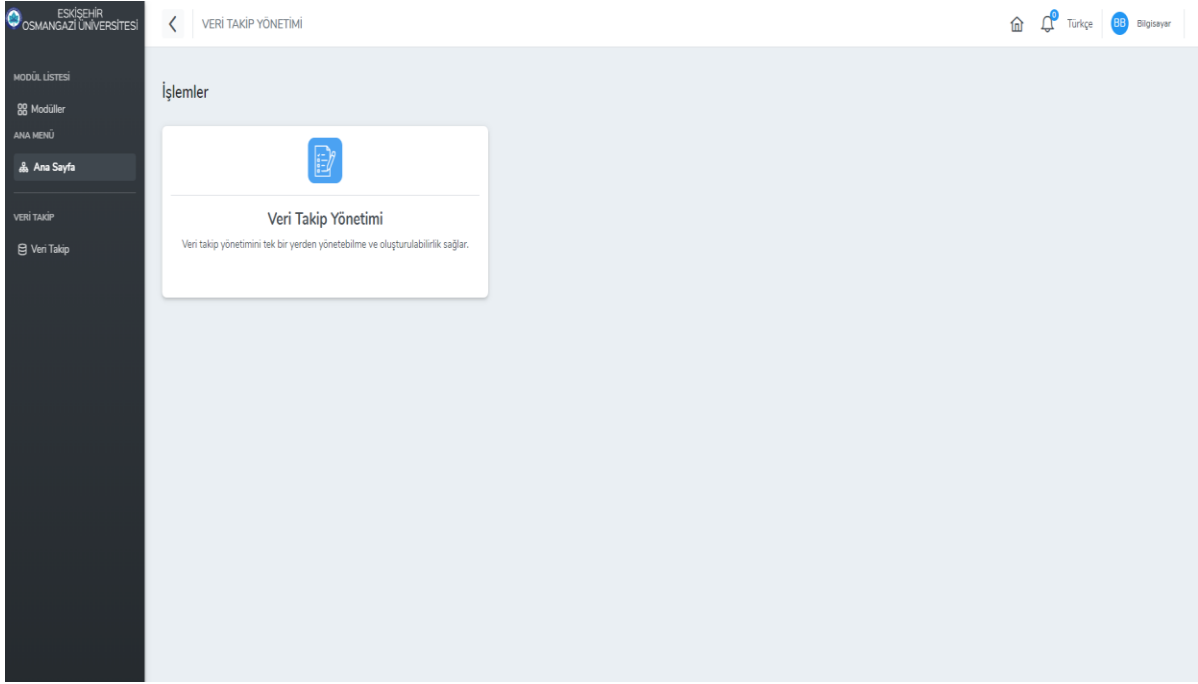 ESKİŞEHİR
OSMANGAZİ ÜNİVERSİTESİ
VERİ TAKİP YÖNETİMİ
0
Türkçe
BB
Bilgisayar
MODÜL LİSTESİ
Modüller
ANA MENÜ
Ana Sayfa
VERİ TAKİP
Veri Takip
İşlemler
Veri Takip Yönetimi
Veri takip yönetimini tek bir yerden yönetebilme ve oluşturulabilirlik sağlar.